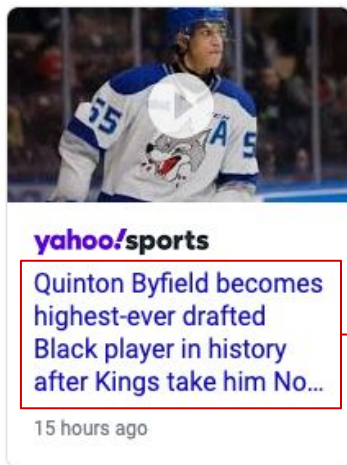 55
A
5
yahoo!sports
Quinton Byfield becomes
highest-ever drafted
Black player in history
after Kings take him No...
15 hours ago